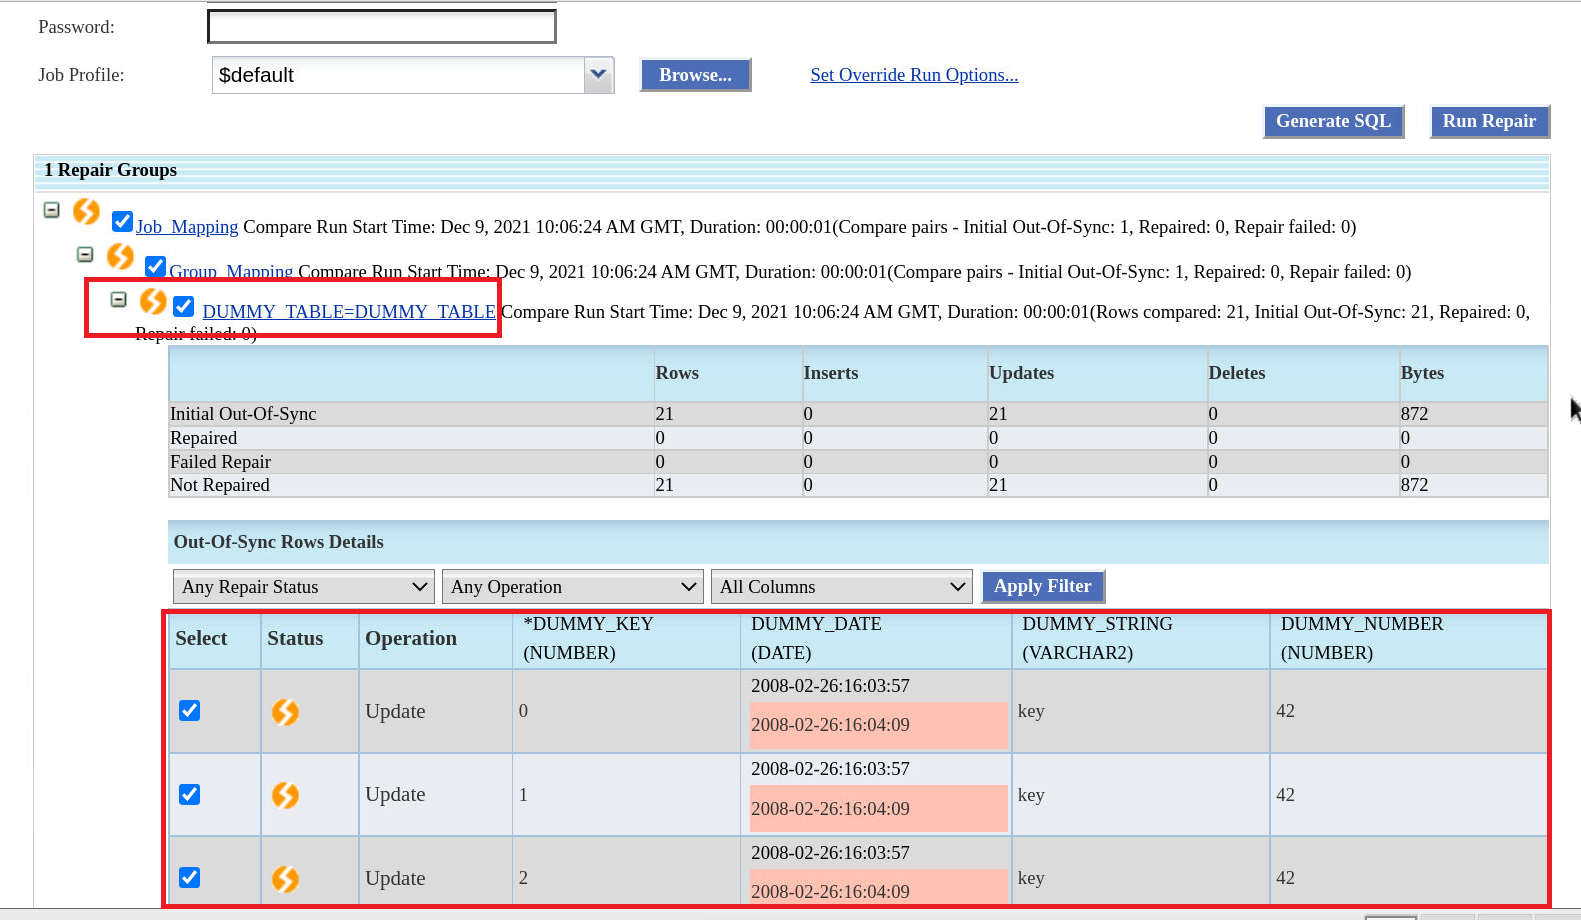 Password:
Job Profile: $default Browse... Set Override Run Options...
Generate SQL Run Repair
1 Repair Groups
Job_Mapping Compare Run Start Time: Dec 9, 2021 10:06:24 AM GMT, Duration: 00:00:01(Compare pairs - Initial Out-Of-Sync: 1, Repaired: 0, Repair failed: 0)
Group_Mapping Compare Run Start Time: Dec 9, 2021 10:06:24 AM GMT, Duration: 00:00:01(Compare pairs - Initial Out-Of-Sync: 1, Repaired: 0, Repair failed: 0)
DUMMY_TABLE=DUMMY_TABLE Compare Run Start Time: Dec 9, 2021 10:06:24 AM GMT, Duration: 00:00:01(Rows compared: 21, Initial Out-Of-Sync: 21, Repaired: 0,
Repair failed: 0)
Rows Inserts Updates Deletes Bytes
Initial Out-Of-Sync 21 0 21 0 872
Repaired 0 0 0 0 0
Failed Repair 0 0 0 0 0
Not Repaired 21 0 21 0 872
Out-Of-Sync Rows Details
Any Repair Status Any Operation All Columns Apply Filter
Select Status Operation *DUMMY_KEY DUMMY_DATE DUMMY_STRING DUMMY_NUMBER
(NUMBER) (DATE) (VARCHAR2) (NUMBER)
2008-02-26:16:03:57
Update 0 2008-02-26:16:04:09 key 42
2008-02-26:16:03:57
Update 1 2008-02-26:16:04:09 key 42
2008-02-26:16:03:57
Update 2 2008-02-26:16:04:09 key 42